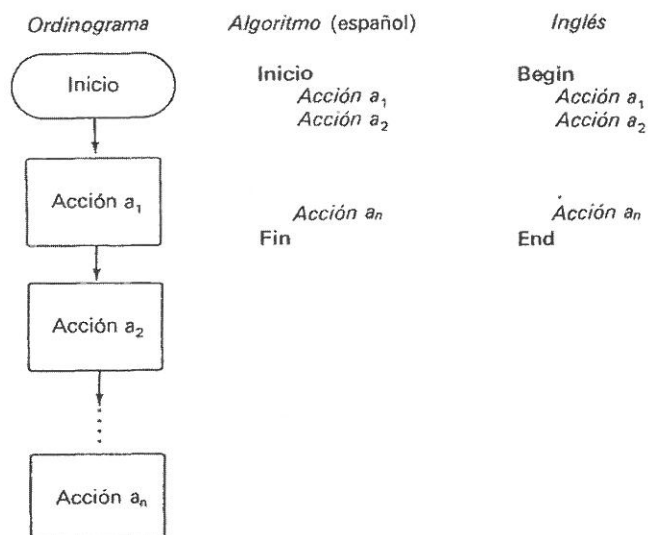 Ordinograma Algoritmo (español) Inglés
Inicio
Acción a₁
Acción a₂
Acción aₙ
Inicio
Acción a₁
Acción a₂
Acción aₙ
Fin
Begin
Acción a₁
Acción a₂
Acción aₙ
End